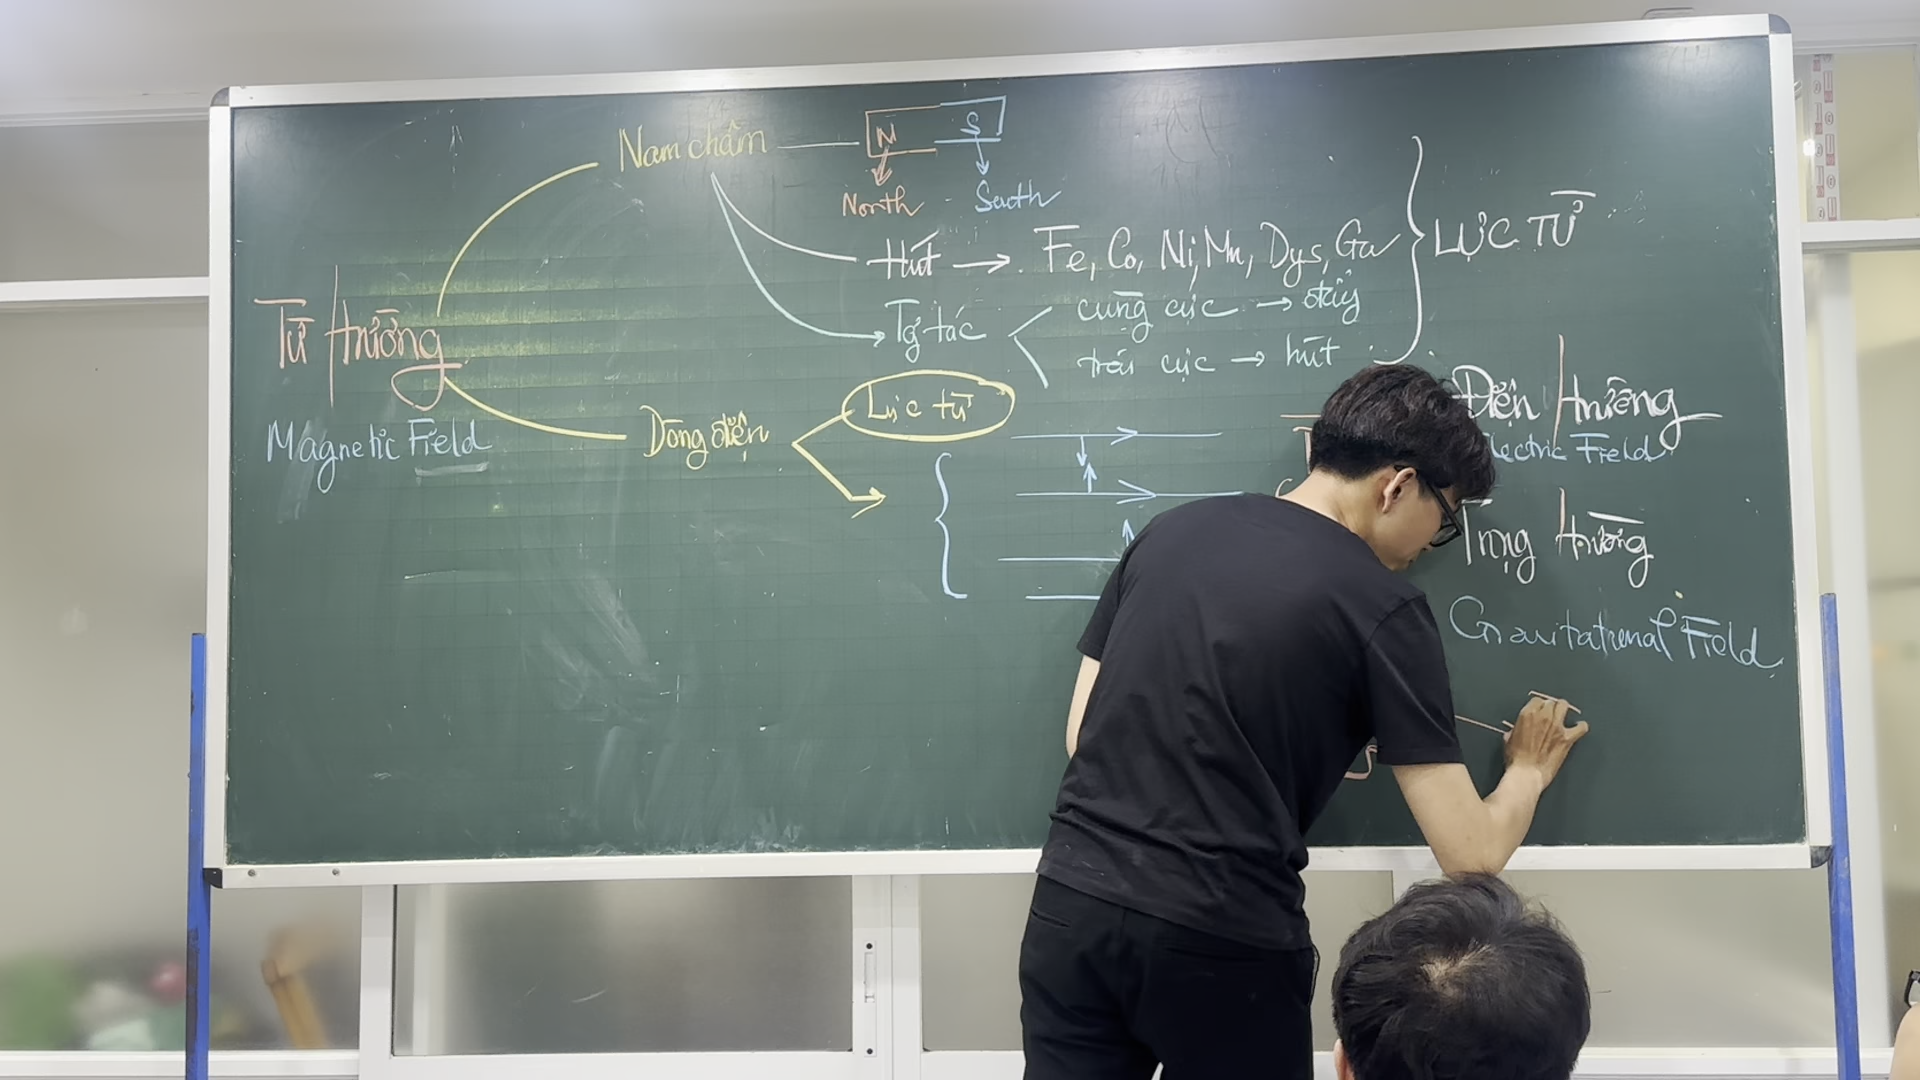 Nam châm
N S
North South
Hút → Fe, Co, Ni, Mn, Dys, Ga
LỰC TỪ
Tg tác
cùng cực → đẩy
trái cực → hút
Từ trường
Magnetic Field
Dòng điện
Lực từ
Điện trường
lectric Field
Trọng trường
Gravitational Field